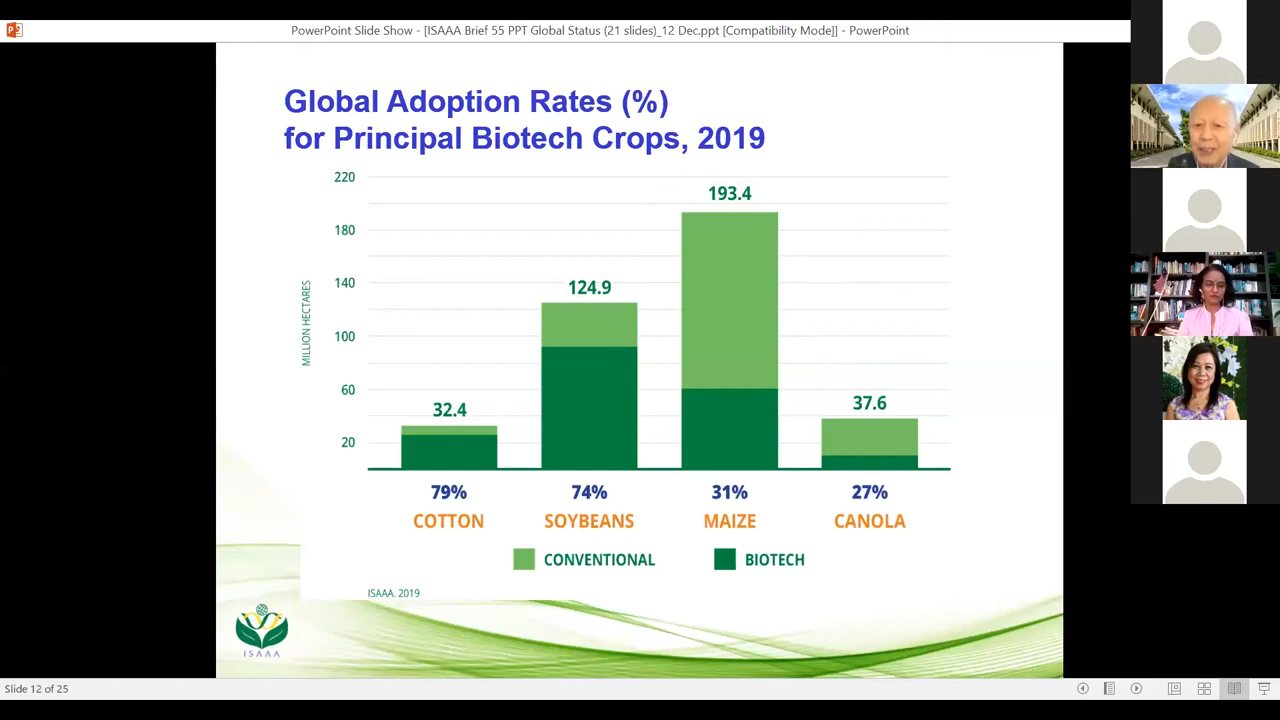 PowerPoint Slide Show - [ISAAA Brief 55 PPT Global Status (21 slides)_12 Dec.ppt [Compatibility Mode]] - PowerPoint
Global Adoption Rates (%)
for Principal Biotech Crops, 2019
220
180
140
100
60
20
MILLION HECTARES
32.4
124.9
193.4
37.6
79%
74%
31%
27%
COTTON
SOYBEANS
MAIZE
CANOLA
CONVENTIONAL
BIOTECH
ISAAA. 2019
ISAAA
Slide 12 of 25